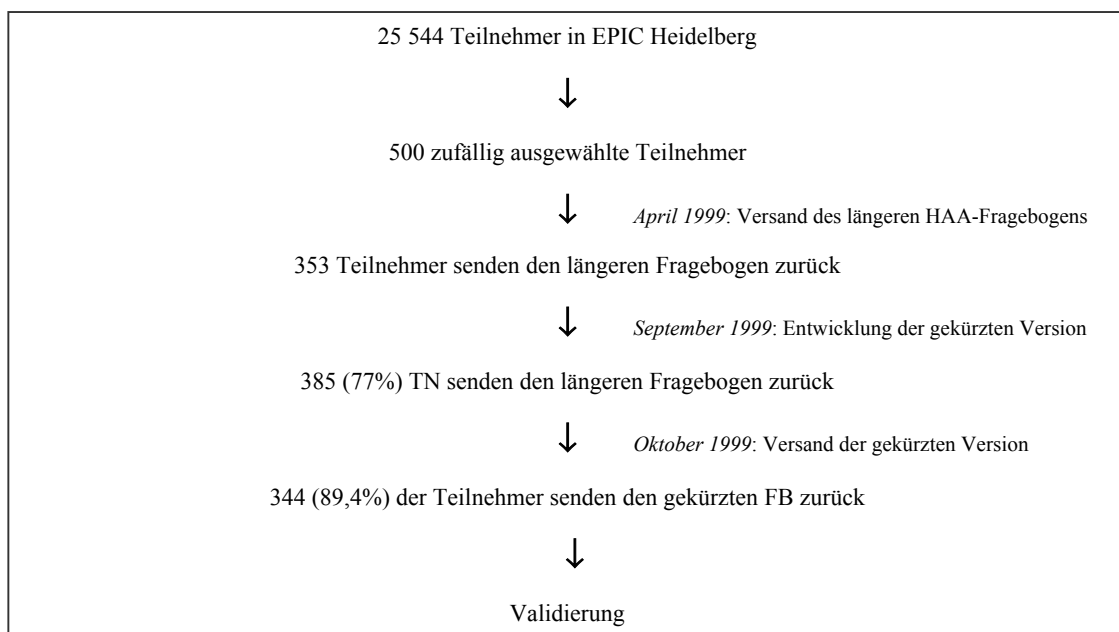 25 544 Teilnehmer in EPIC Heidelberg
↓
500 zufällig ausgewählte Teilnehmer
↓ April 1999: Versand des längeren HAA-Fragebogens
353 Teilnehmer senden den längeren Fragebogen zurück
↓ September 1999: Entwicklung der gekürzten Version
385 (77%) TN senden den längeren Fragebogen zurück
↓ Oktober 1999: Versand der gekürzten Version
344 (89,4%) der Teilnehmer senden den gekürzten FB zurück
↓
Validierung